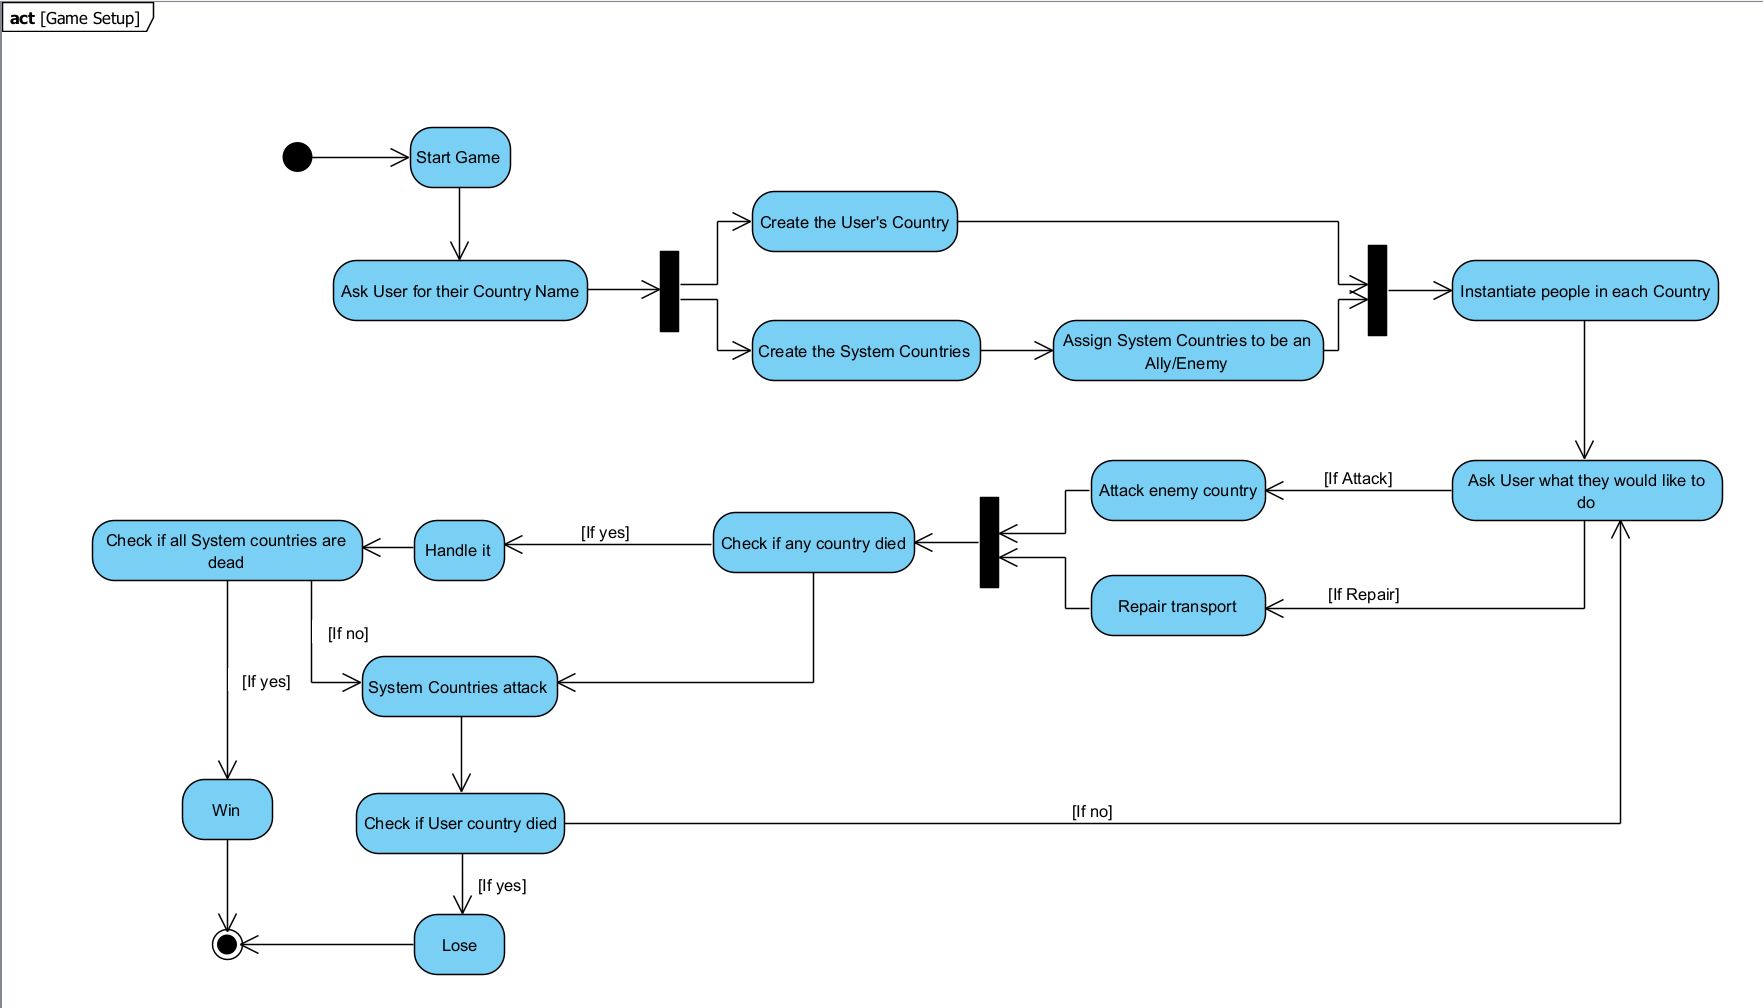 act [Game Setup]
Start Game
Ask User for their Country Name
Create the User's Country
Create the System Countries
Assign System Countries to be an
Ally/Enemy
Instantiate people in each Country
Ask User what they would like to
do
[If Attack]
Attack enemy country
[If Repair]
Repair transport
Check if any country died
[If yes]
Handle it
Check if all System countries are
dead
[If no]
[If yes]
System Countries attack
Win
Check if User country died
[If no]
[If yes]
Lose